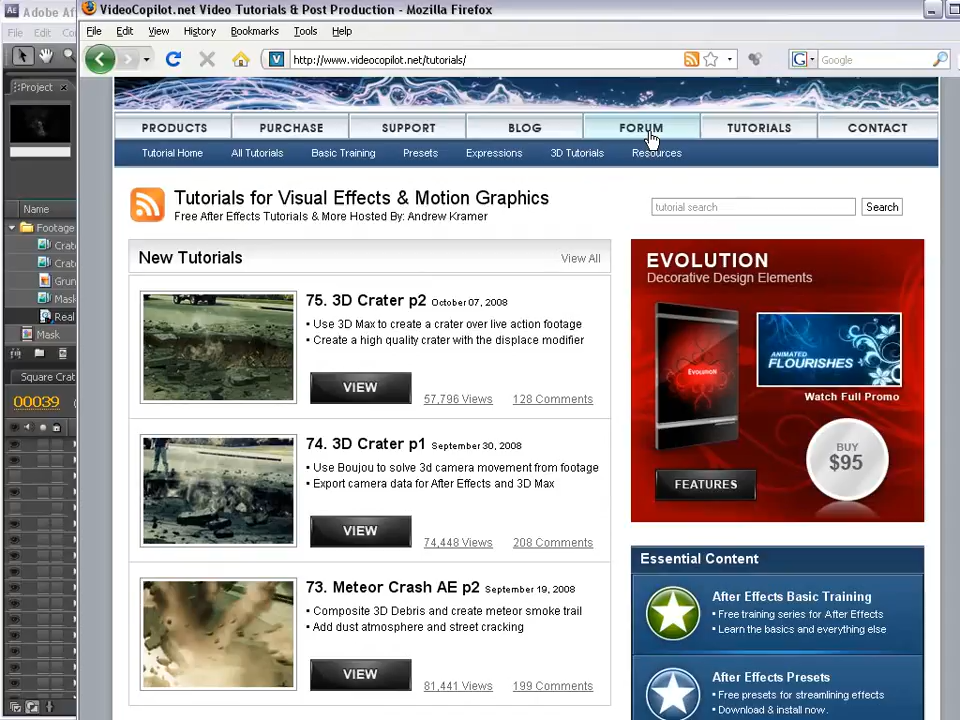 Adobe Af
VideoCopilot.net Video Tutorials & Post Production - Mozilla Firefox
File Edit
File Edit View History Bookmarks Tools Help
http://www.videocopilot.net/tutorials/
Google
Project
PRODUCTS PURCHASE SUPPORT BLOG FORUM TUTORIALS CONTACT
Tutorial Home All Tutorials Basic Training Presets Expressions 3D Tutorials Resources
Tutorials for Visual Effects & Motion Graphics
Free After Effects Tutorials & More Hosted By: Andrew Kramer
tutorial search Search
Name
Footage
Crat
Crat
Grun
Mas
Real
Mask
Square Crat
00039
New Tutorials View All
75. 3D Crater p2 October 07, 2008
• Use 3D Max to create a crater over live action footage
• Create a high quality crater with the displace modifier
VIEW 57,796 Views 128 Comments
74. 3D Crater p1 September 30, 2008
• Use Boujou to solve 3d camera movement from footage
• Export camera data for After Effects and 3D Max
VIEW 74,448 Views 208 Comments
73. Meteor Crash AE p2 September 19, 2008
• Composite 3D Debris and create meteor smoke trail
• Add dust atmosphere and street cracking
VIEW 81,441 Views 199 Comments
EVOLUTION
Decorative Design Elements
EVOLUTION
ANIMATED
FLOURISHES
Watch Full Promo
BUY
$95
FEATURES
Essential Content
After Effects Basic Training
• Free training series for After Effects
• Learn the basics and everything else
After Effects Presets
• Free presets for streamlining effects
• Download & install now.